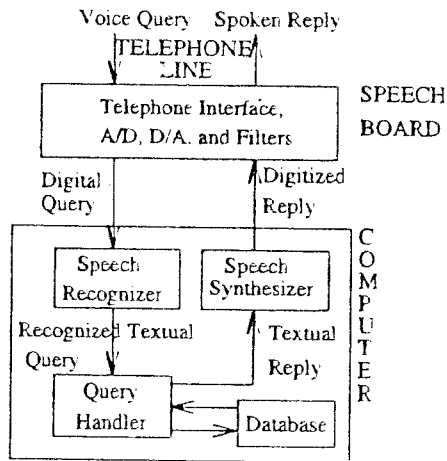 Voice Query Spoken Reply
TELEPHONE
LINE
Telephone Interface,
A/D, D/A. and Filters
SPEECH
BOARD
Digital
Query
Digitized
Reply
COMPUTER
Speech
Recognizer
Speech
Synthesizer
Recognized Textual
Query
Textual
Reply
Query
Handler
Database